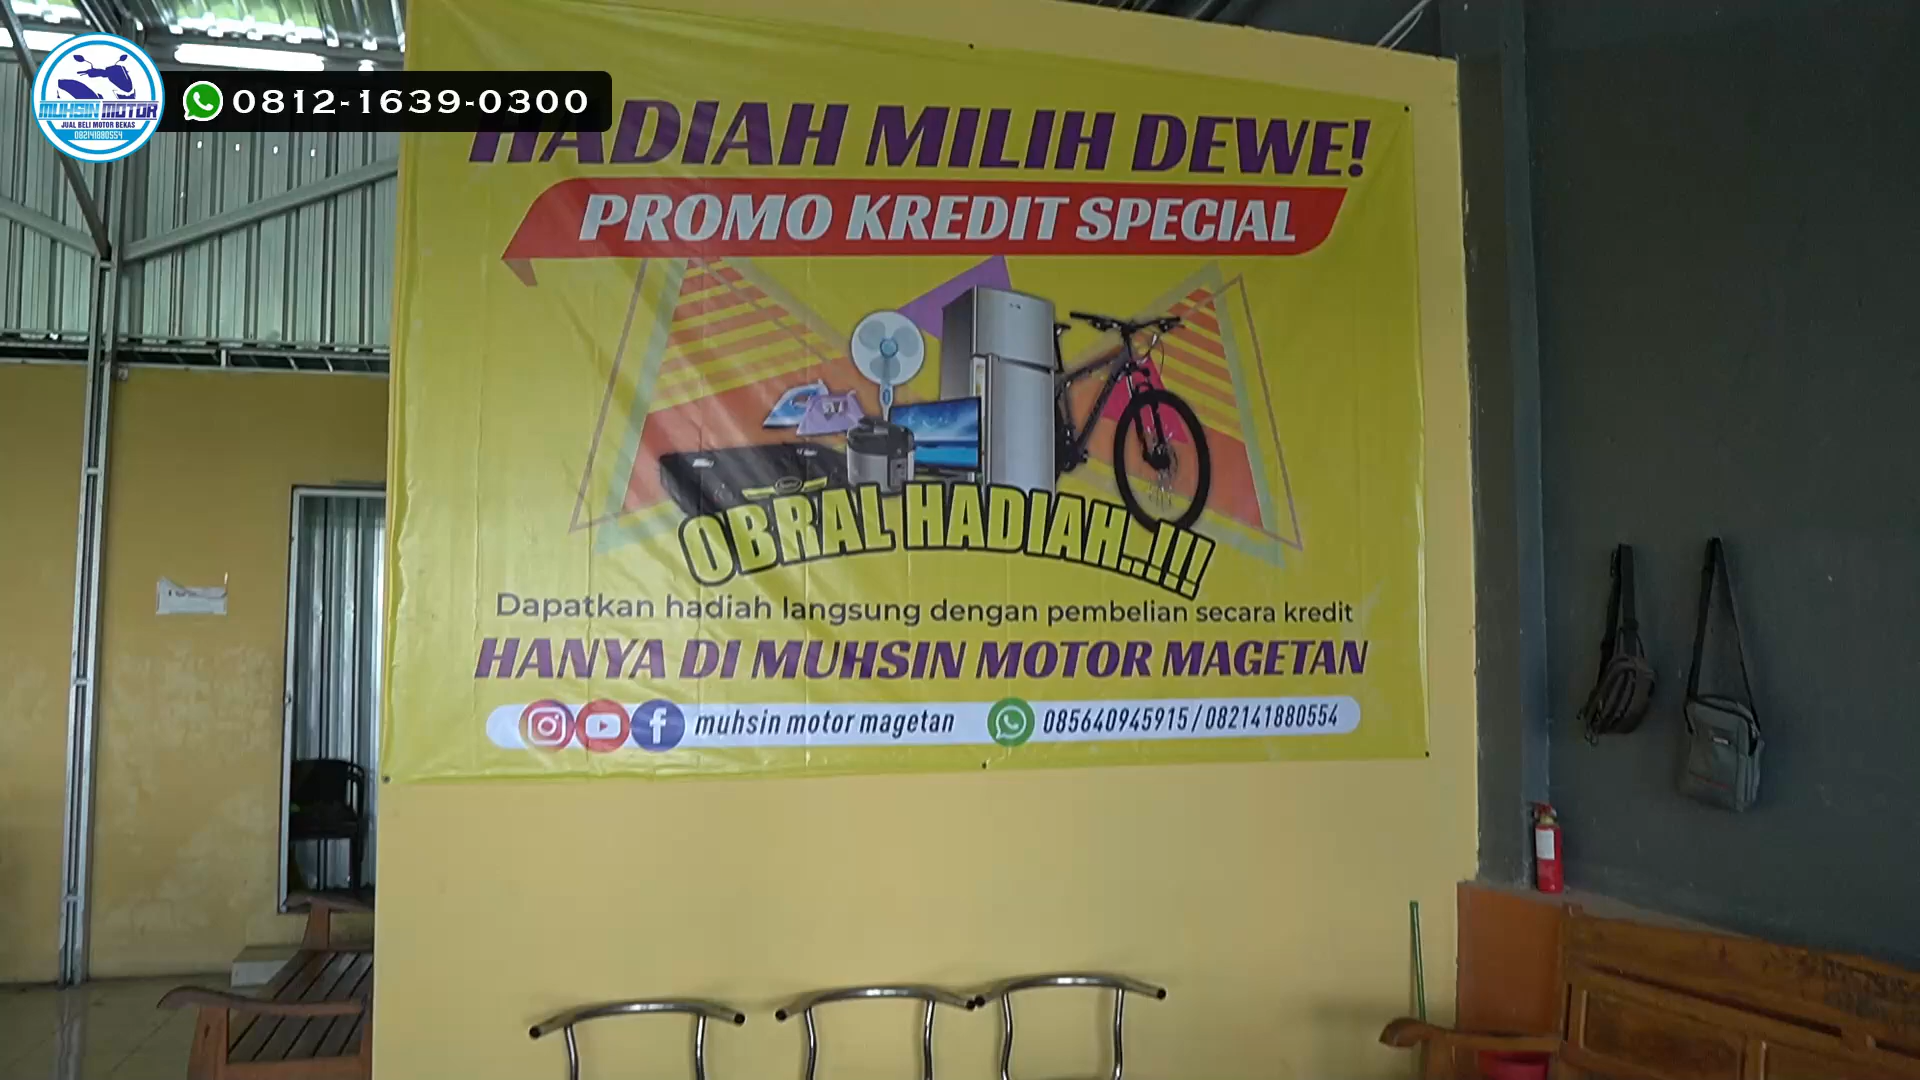 MUHSIN MOTOR
JUAL BELI MOTOR BEKAS
082141880554
0812-1639-0300
HADIAH MILIH DEWE!
PROMO KREDIT SPECIAL
OBRAL HADIAH..!!!
Dapatkan hadiah langsung dengan pembelian secara kredit
HANYA DI MUHSIN MOTOR MAGETAN
muhsin motor magetan
085640945915/082141880554